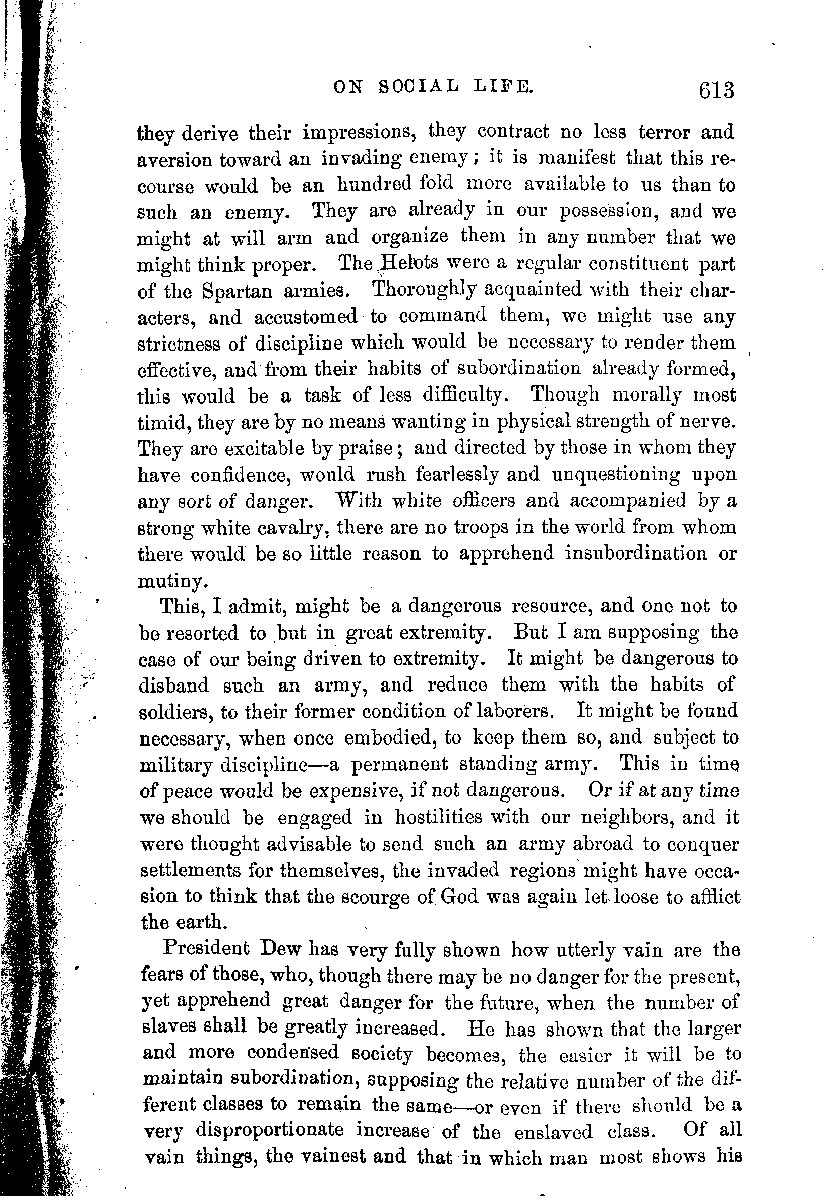 ON SOCIAL LIFE. 613
they derive their impressions, they contract no less terror and
aversion toward an invading enemy; it is manifest that this re-
course would be an hundred fold more available to us than to
such an enemy. They are already in our possession, and we
might at will arm and organize them in any number that we
might think proper. The Helots were a regular constituent part
of the Spartan armies. Thoroughly acquainted with their char-
acters, and accustomed to command them, we might use any
strictness of discipline which would be necessary to render them
effective, and from their habits of subordination already formed,
this would be a task of less difficulty. Though morally most
timid, they are by no means wanting in physical strength of nerve.
They are excitable by praise; and directed by those in whom they
have confidence, would rush fearlessly and unquestioning upon
any sort of danger. With white officers and accompanied by a
strong white cavalry, there are no troops in the world from whom
there would be so little reason to apprehend insubordination or
mutiny.
This, I admit, might be a dangerous resource, and one not to
be resorted to but in great extremity. But I am supposing the
case of our being driven to extremity. It might be dangerous to
disband such an army, and reduce them with the habits of
soldiers, to their former condition of laborers. It might be found
necessary, when once embodied, to keep them so, and subject to
military discipline—a permanent standing army. This in time
of peace would be expensive, if not dangerous. Or if at any time
we should be engaged in hostilities with our neighbors, and it
were thought advisable to send such an army abroad to conquer
settlements for themselves, the invaded regions might have occa-
sion to think that the scourge of God was again let loose to afflict
the earth.
President Dew has very fully shown how utterly vain are the
fears of those, who, though there may be no danger for the present,
yet apprehend great danger for the future, when the number of
slaves shall be greatly increased. He has shown that the larger
and more condensed society becomes, the easier it will be to
maintain subordination, supposing the relative number of the dif-
ferent classes to remain the same—or even if there should be a
very disproportionate increase of the enslaved class. Of all
vain things, the vainest and that in which man most shows his